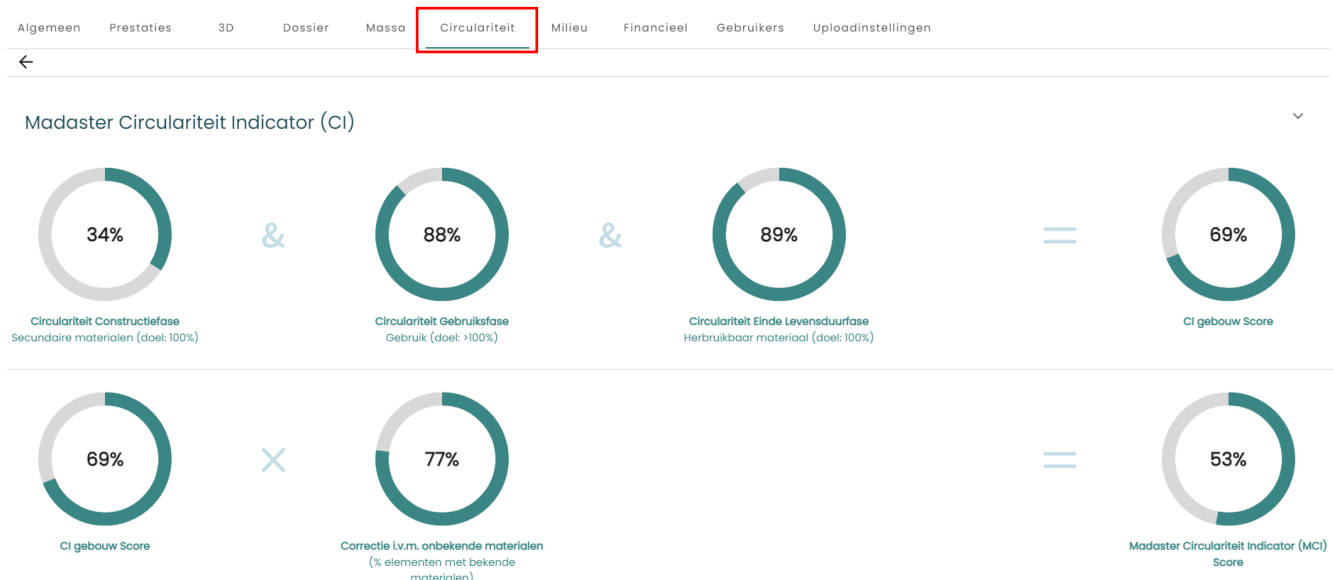 Algemeen Prestaties 3D Dossier Massa Circulariteit Milieu Financieel Gebruikers Uploadinstellingen
Madaster Circulariteit Indicator (CI)
34% & 88% & 89% = 69%
Circulariteit Constructiefase
Secundaire materialen (doel: 100%)
Circulariteit Gebruiksfase
Gebruik (doel: >100%)
Circulariteit Einde Levensduurfase
Herbruikbaar materiaal (doel: 100%)
CI gebouw Score
69% × 77% = 53%
CI gebouw Score
Correctie i.v.m. onbekende materialen
(% elementen met bekende
materialen)
Madaster Circulariteit Indicator (MCI)
Score